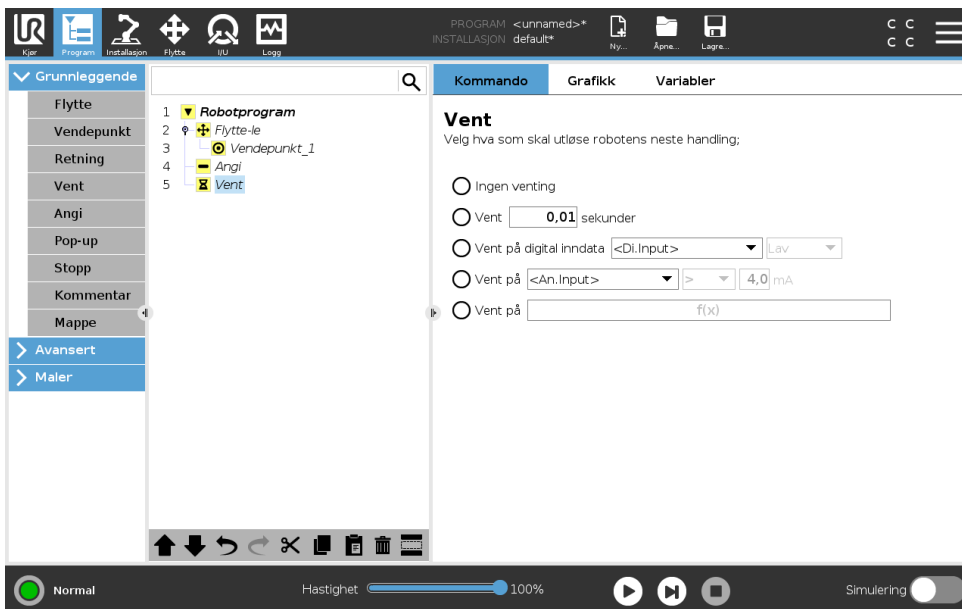 UR
PROGRAM <unnamed>*
INSTALLASJON default*
C C
C C
Kjør Program Installasjon Flytte I/U Logg Ny... Åpne... Lagre...
Grunnleggende
Flytte
Vendepunkt
Retning
Vent
Angi
Pop-up
Stopp
Kommentar
Mappe
Avansert
Maler
1 Robotprogram
2 Flytte-le
3 Vendepunkt_1
4 Angi
5 Vent
Kommando Grafikk Variabler
Vent
Velg hva som skal utløse robotens neste handling;
Ingen venting
Vent 0,01 sekunder
Vent på digital inndata <Di.Input> Lav
Vent på <An.Input> > 4,0 mA
Vent på f(x)
Normal Hastighet 100% Simulering